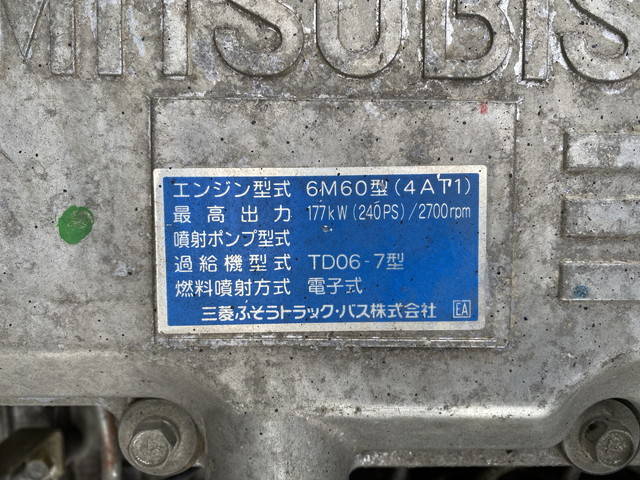 MITSUBIS
エンジン型式 6M60型(4AT1)
最高出力 177kW(240PS)/2700rpm
噴射ポンプ型式
過給機型式 TD06-7型
燃料噴射方式 電子式
三菱ふそうトラック・バス株式会社 EA